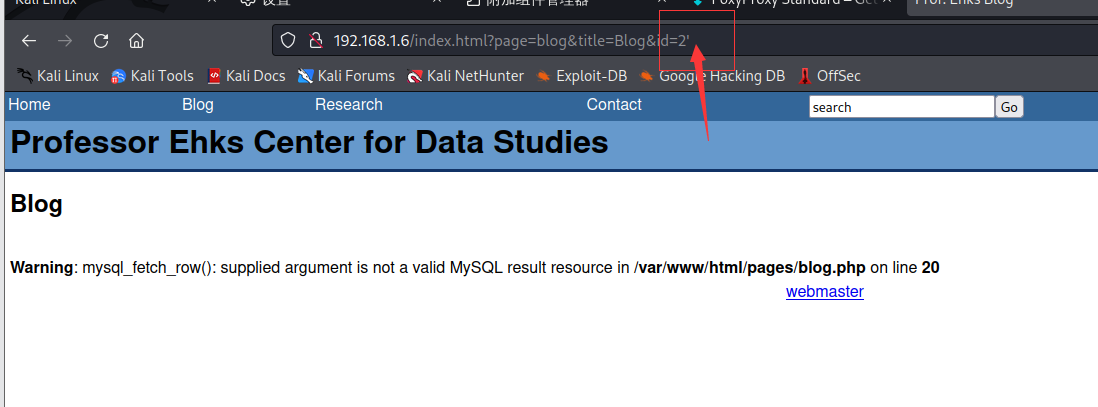 Kali Linux × 设置 × 附加组件管理器 × FoxyProxy Standard – Get Prof. Ehks Blog
192.168.1.6/index.html?page=blog&title=Blog&id=2'
Kali Linux Kali Tools Kali Docs Kali Forums Kali NetHunter Exploit-DB Google Hacking DB OffSec
Home Blog Research Contact search Go
Professor Ehks Center for Data Studies
Blog
Warning: mysql_fetch_row(): supplied argument is not a valid MySQL result resource in /var/www/html/pages/blog.php on line 20
webmaster